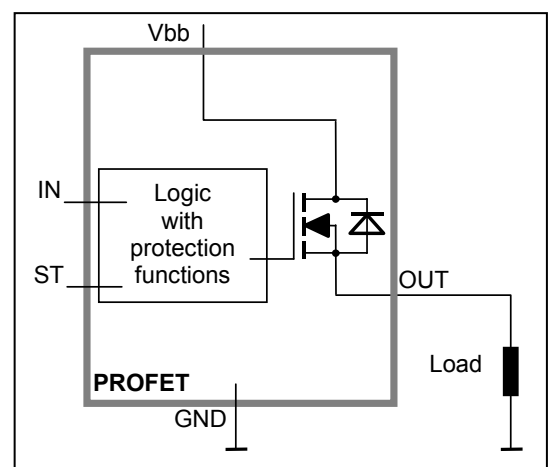 Vbb
IN
Logic
with
protection
functions
ST
OUT
Load
PROFET
GND